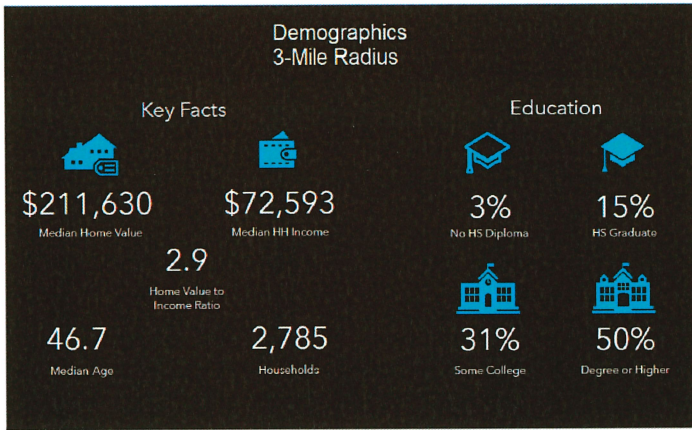 Demographics
3-Mile Radius
Key Facts
$211,630
Median Home Value
$72,593
Median HH Income
2.9
Home Value to
Income Ratio
46.7
Median Age
2,785
Households
Education
3%
No HS Diploma
15%
HS Graduate
31%
Some College
50%
Degree or Higher